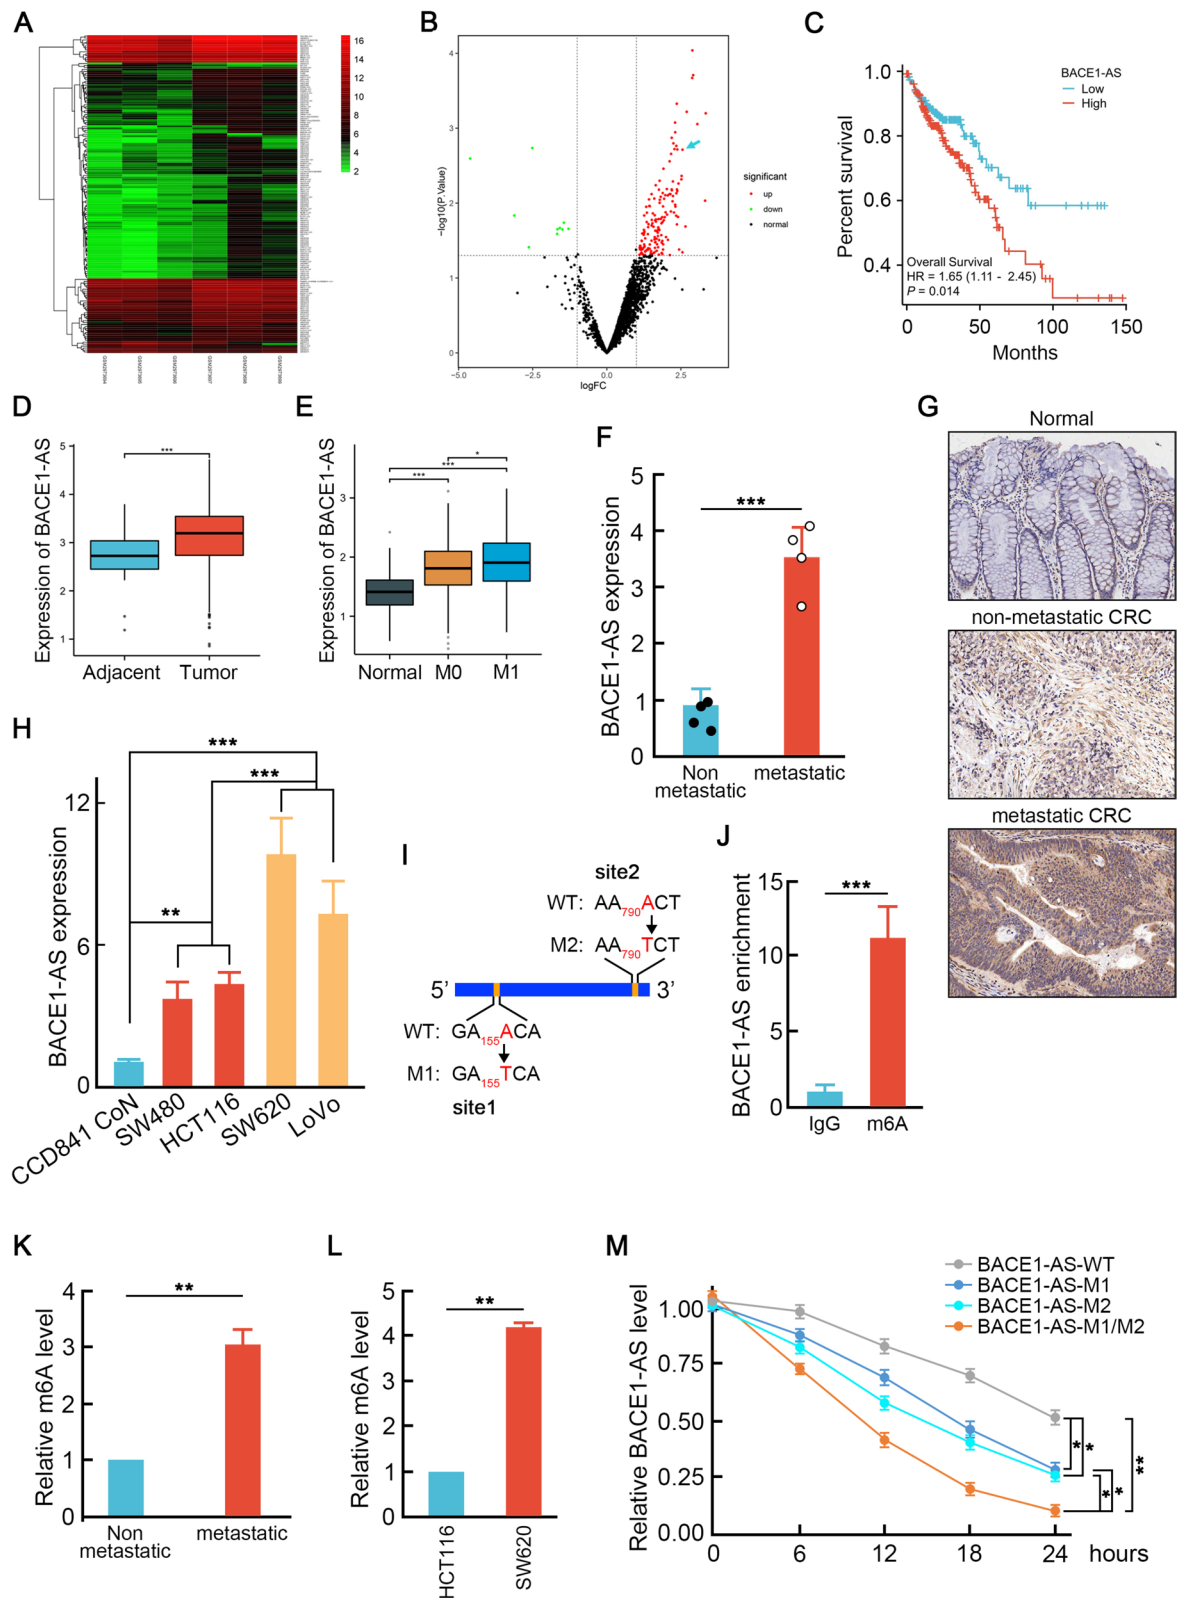 A
16
14
12
10
8
6
4
2
B
4
3
2
1
0
-5.0
-2.5
0.0
2.5
−log10(P.Value)
logFC
significant
up
down
normal
C
BACE1-AS
Low
High
1.0
0.8
0.6
0.4
Percent survival
Overall Survival
HR = 1.65 (1.11 - 2.45)
P = 0.014
0
50
100
150
Months
D
Expression of BACE1-AS
5
4
3
2
1
***
Adjacent
Tumor
E
Expression of BACE1-AS
3
2
1
*
***
***
Normal
M0
M1
F
BACE1-AS expression
5
4
3
2
1
0
***
Non
metastatic
metastatic
G
Normal
non-metastatic CRC
metastatic CRC
H
BACE1-AS expression
12
6
0
***
***
**
CCD841 CoN
SW480
HCT116
SW620
LoVo
I
site2
WT: AA790ACT
M2: AA790TCT
5’
3’
WT: GA155ACA
M1: GA155TCA
site1
J
BACE1-AS enrichment
15
10
5
0
***
IgG
m6A
K
Relative m6A level
4
3
2
1
0
**
Non
metastatic
metastatic
L
Relative m6A level
5
4
3
2
1
0
**
HCT116
SW620
M
Relative BACE1-AS level
1.00
0.75
0.50
0.25
0.00
BACE1-AS-WT
BACE1-AS-M1
BACE1-AS-M2
BACE1-AS-M1/M2
*
*
*
*
**
0
6
12
18
24
hours